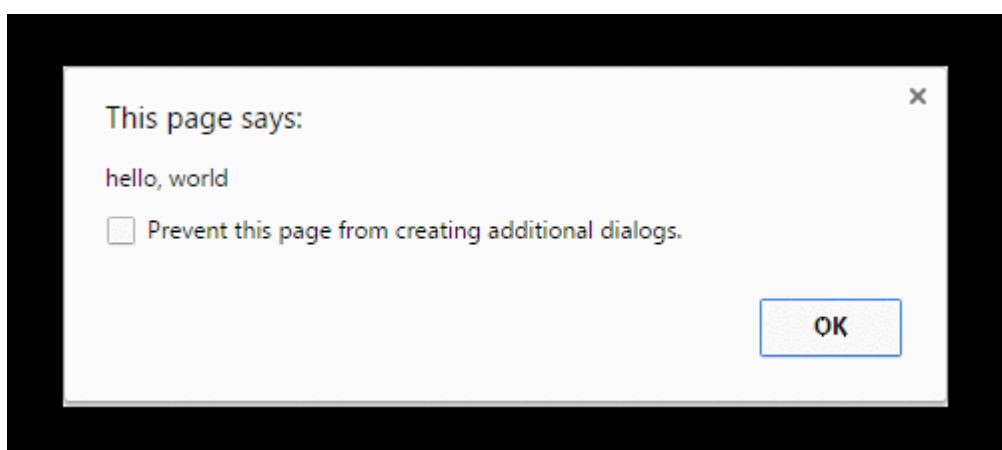 This page says:
hello, world
Prevent this page from creating additional dialogs.
OK